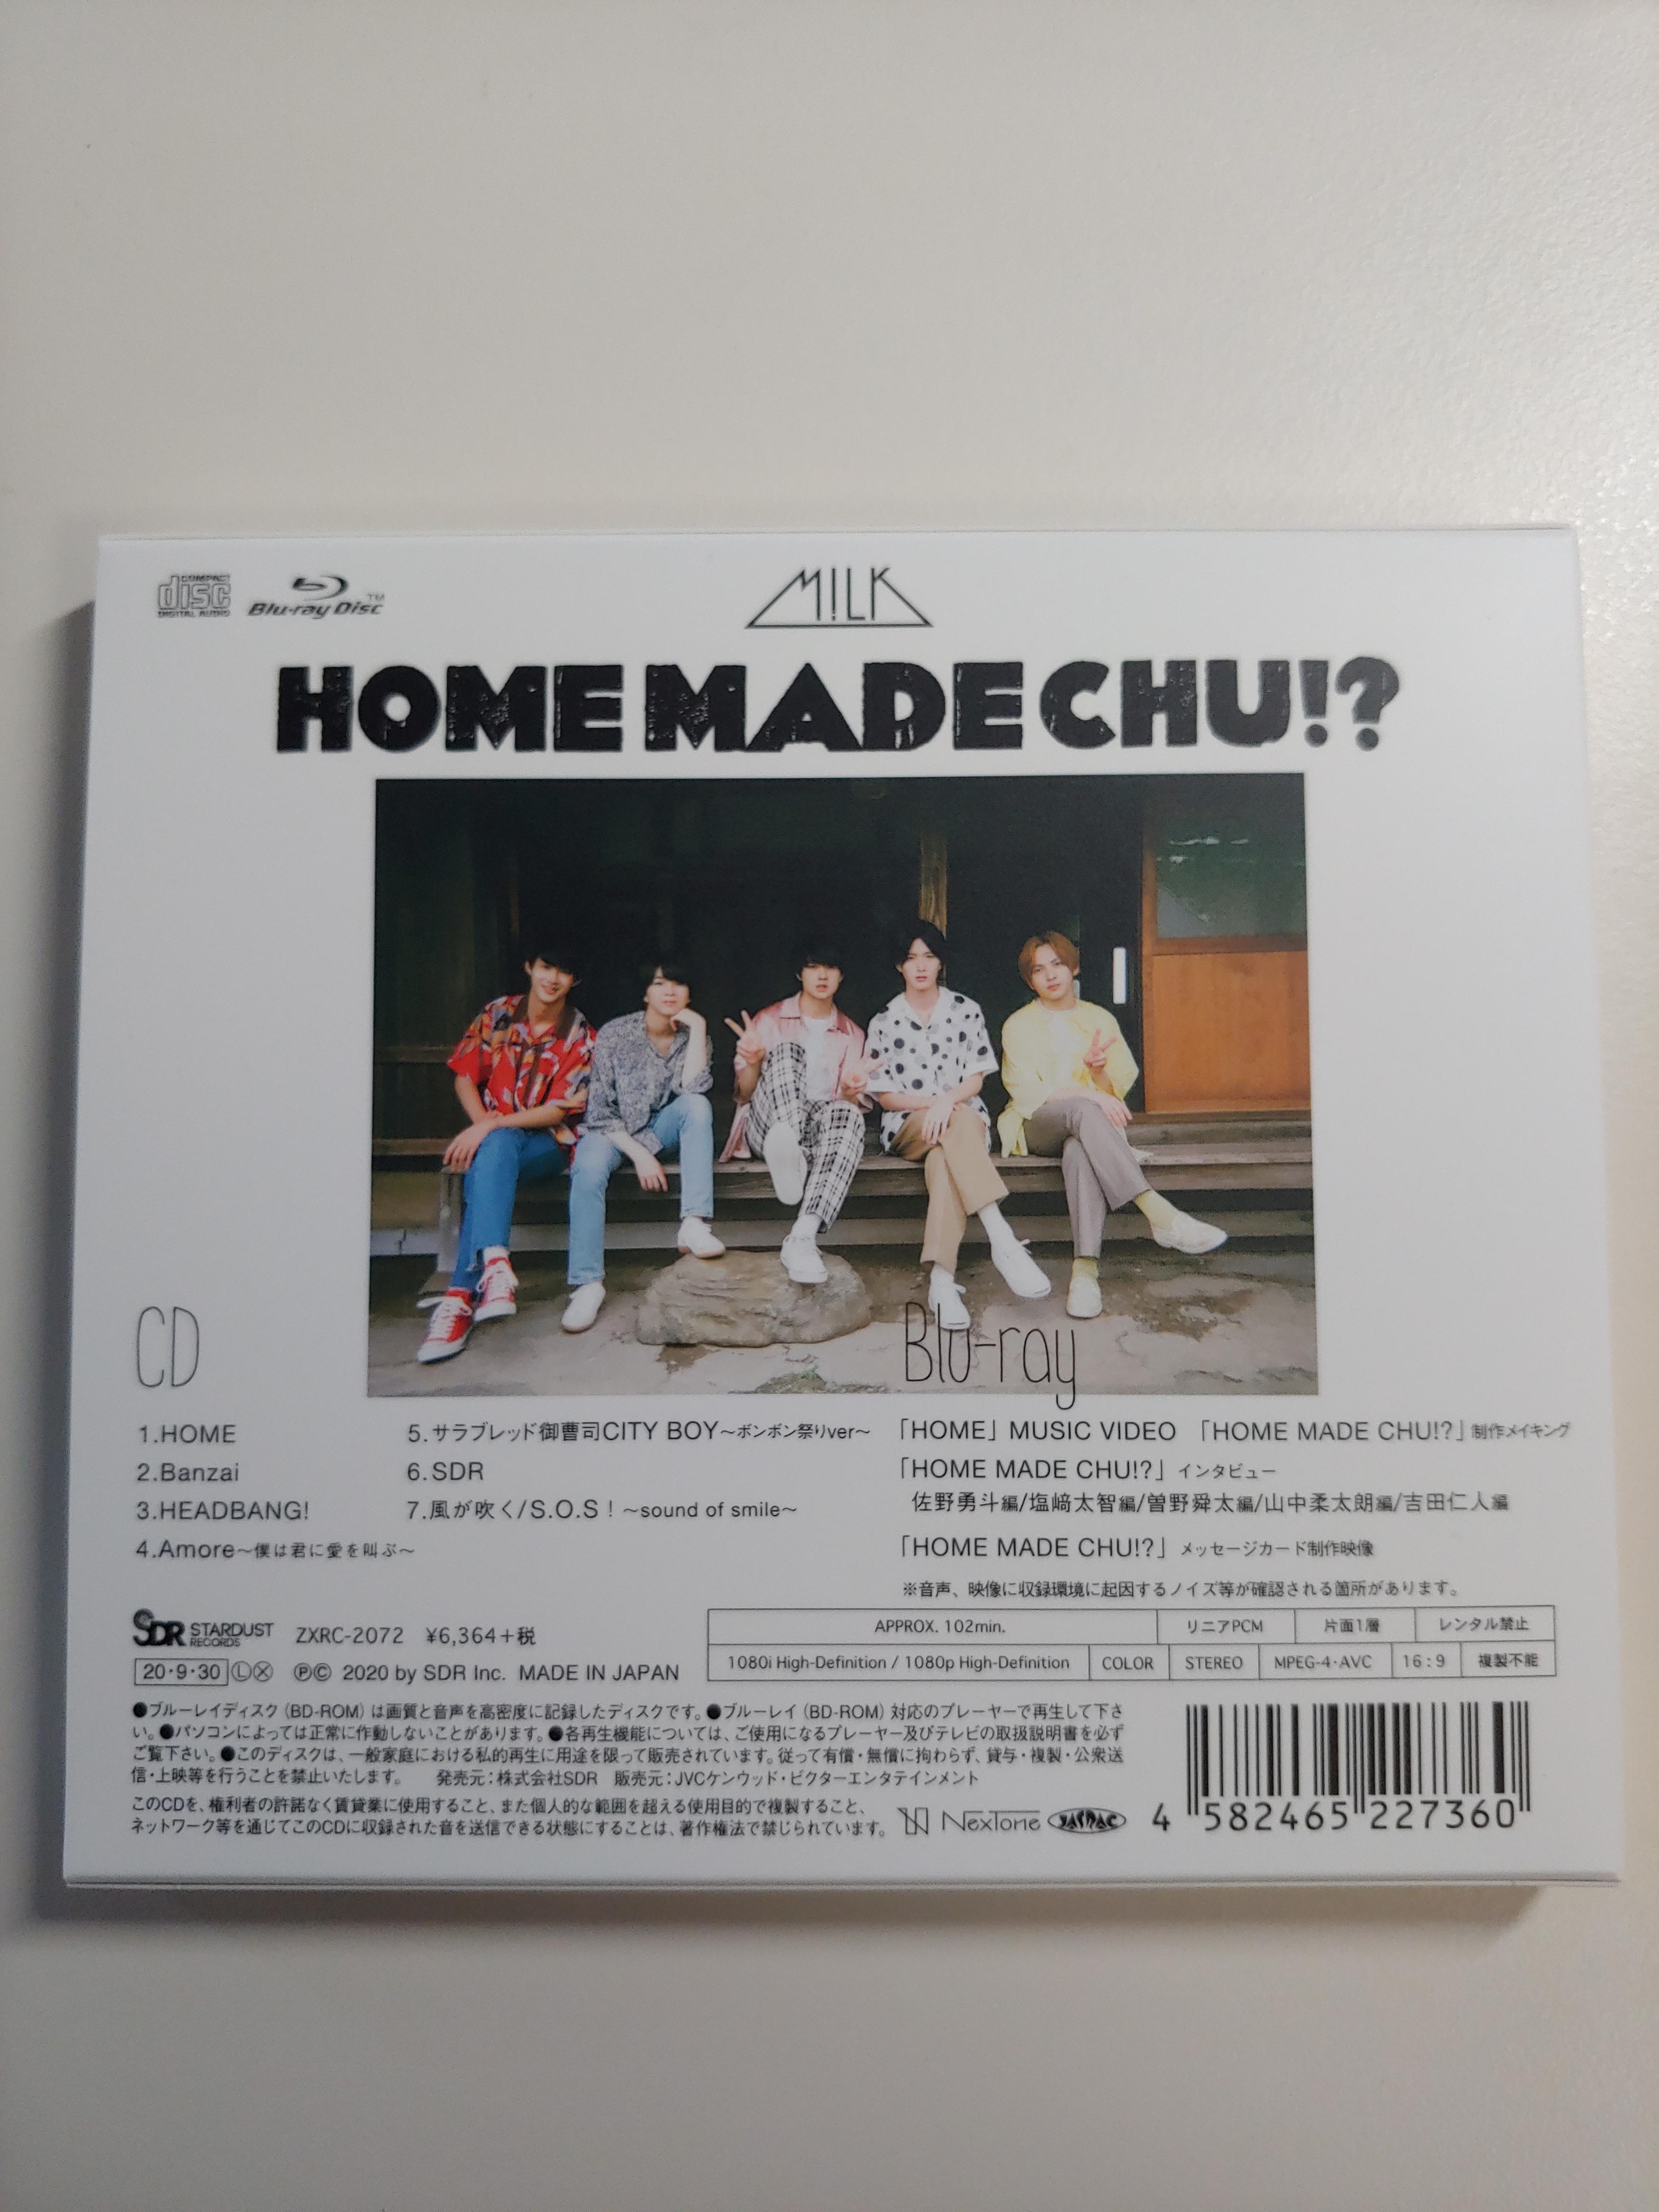 COMPACT
disc
DIGITAL AUDIO
Blu-ray Disc™
M!LK
HOME MADE CHU!?
CD
1.HOME
2.Banzai
3.HEADBANG!
4.Amore～僕は君に愛を叫ぶ～
5.サラブレッド御曹司CITY BOY～ボンボン祭りver～
6.SDR
7.風が吹く/S.O.S！～sound of smile～
Blu-ray
「HOME」MUSIC VIDEO 「HOME MADE CHU!?」制作メイキング
「HOME MADE CHU!?」インタビュー
佐野勇斗編/塩﨑太智編/曽野舜太編/山中柔太朗編/吉田仁人編
「HOME MADE CHU!?」メッセージカード制作映像
※音声、映像に収録環境に起因するノイズ等が確認される箇所があります。
SDR STARDUST RECORDS ZXRC-2072 ¥6,364+税
20・9・30 Ⓛ Ⓧ ℗© 2020 by SDR Inc. MADE IN JAPAN
APPROX. 102min. リニアPCM 片面1層 レンタル禁止
1080i High-Definition / 1080p High-Definition COLOR STEREO MPEG-4・AVC 16：9 複製不能
●ブルーレイディスク（BD-ROM）は画質と音声を高密度に記録したディスクです。●ブルーレイ（BD-ROM）対応のプレーヤーで再生して下さ
い。●パソコンによっては正常に作動しないことがあります。●各再生機能については、ご使用になるプレーヤー及びテレビの取扱説明書を必ず
ご覧下さい。●このディスクは、一般家庭における私的再生に用途を限って販売されています。従って有償・無償に拘わらず、貸与・複製・公衆送
信・上映等を行うことを禁止いたします。 発売元：株式会社SDR 販売元：JVCケンウッド・ビクターエンタテインメント
このCDを、権利者の許諾なく賃貸業に使用すること、また個人的な範囲を超える使用目的で複製すること、
ネットワーク等を通じてこのCDに収録された音を送信できる状態にすることは、著作権法で禁じられています。
NexTone JASRAC
4 582465 227360